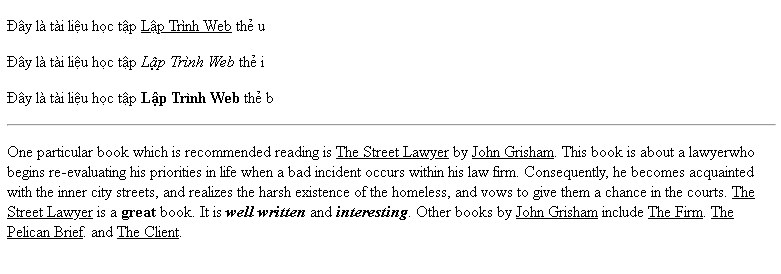 Đây là tài liệu học tập Lập Trình Web thẻ u
Đây là tài liệu học tập Lập Trình Web thẻ i
Đây là tài liệu học tập Lập Trình Web thẻ b
One particular book which is recommended reading is The Street Lawyer by John Grisham. This book is about a lawyerwho
begins re-evaluating his priorities in life when a bad incident occurs within his law firm. Consequently, he becomes acquainted
with the inner city streets, and realizes the harsh existence of the homeless, and vows to give them a chance in the courts. The
Street Lawyer is a great book. It is well written and interesting. Other books by John Grisham include The Firm. The
Pelican Brief. and The Client.